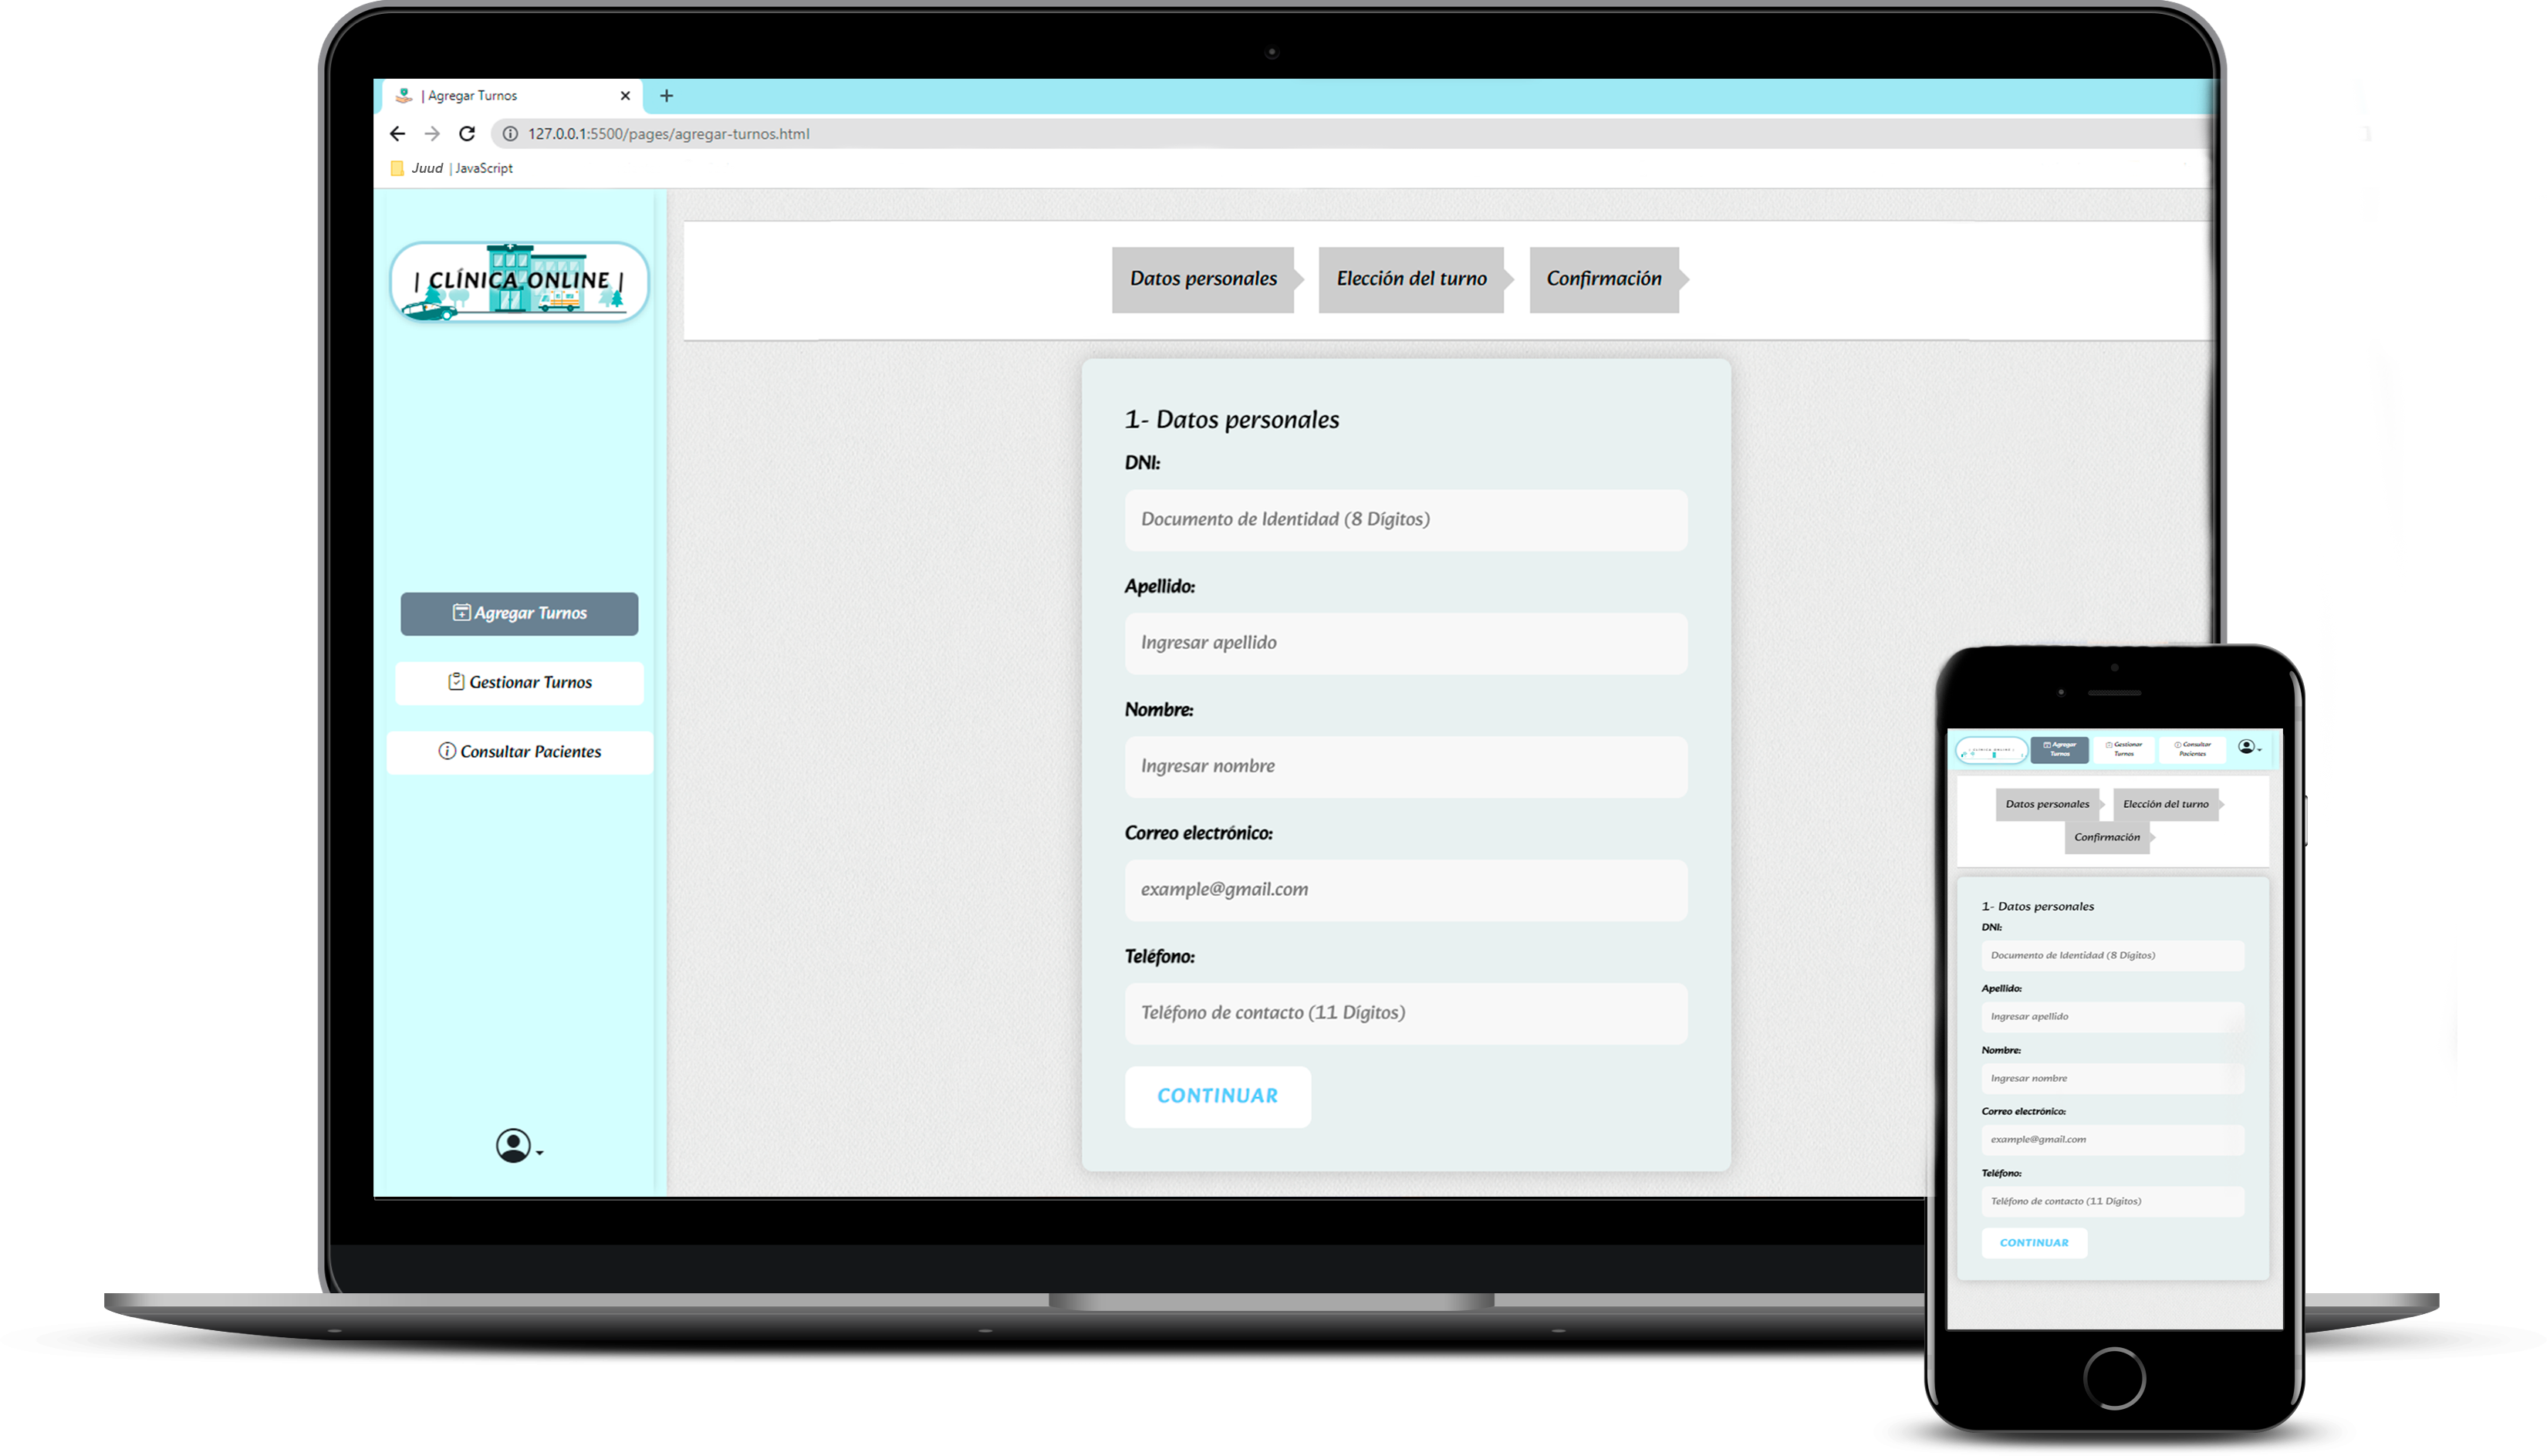 | Agregar Turnos
127.0.0.1:5500/pages/agregar-turnos.html
Juud | JavaScript
| CLÍNICA ONLINE |
Agregar Turnos
Gestionar Turnos
Consultar Pacientes
Datos personales
Elección del turno
Confirmación
1- Datos personales
DNI:
Documento de Identidad (8 Dígitos)
Apellido:
Ingresar apellido
Nombre:
Ingresar nombre
Correo electrónico:
example@gmail.com
Teléfono:
Teléfono de contacto (11 Dígitos)
CONTINUAR
| CLÍNICA ONLINE |
Agregar
Turnos
Gestionar
Turnos
Consultar
Pacientes
Datos personales
Elección del turno
Confirmación
1- Datos personales
DNI:
Documento de Identidad (8 Dígitos)
Apellido:
Ingresar apellido
Nombre:
Ingresar nombre
Correo electrónico:
example@gmail.com
Teléfono:
Teléfono de contacto (11 Dígitos)
CONTINUAR